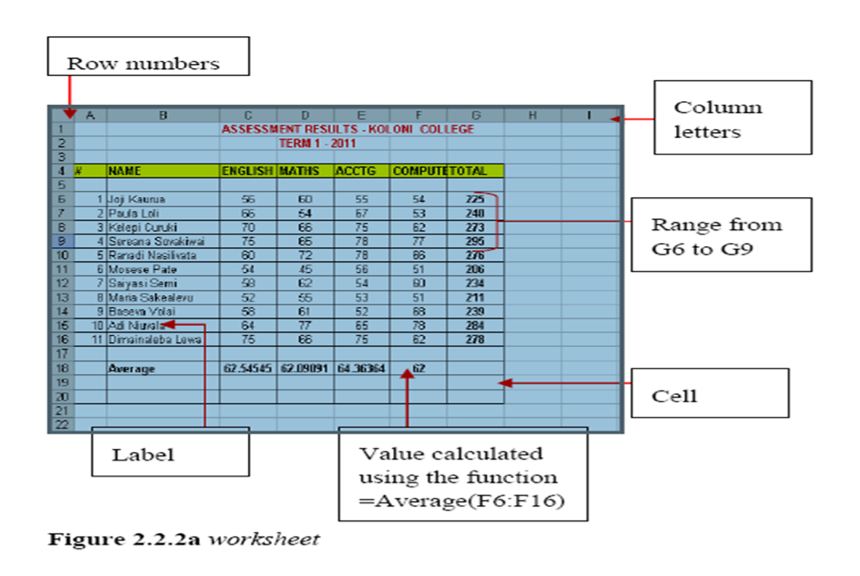 Row numbers
Column
letters
A B C D E F G H I
1 ASSESSMENT RESULTS - KOLONI COLLEGE
2 TERM 1 - 2011
3
4 # NAME ENGLISH MATHS ACCTG COMPUTE TOTAL
5
6 1 Joji Kaurua 56 60 55 54 225
7 2 Paula Loli 66 54 67 53 240
8 3 Kelepi Curuki 70 66 75 62 273
9 4 Sereana Sovakiwai 75 65 78 77 295
10 5 Ranadi Nasilivata 60 72 78 66 276
11 6 Mosese Pate 54 45 56 51 206
12 7 Saiyasi Semi 58 62 54 60 234
13 8 Maria Sakealevu 52 55 53 51 211
14 9 Baseva Volai 58 61 52 68 239
15 10 Adi 64 77 65 78 284
16 11 Dimainaleba Lewa 75 66 75 62 278
17
18 Average 62.54545 62.09091 64.36364 62
19
20
21
22
Range from
G6 to G9
Cell
Label
Value calculated
using the function
=Average(F6:F16)
Figure 2.2.2a worksheet